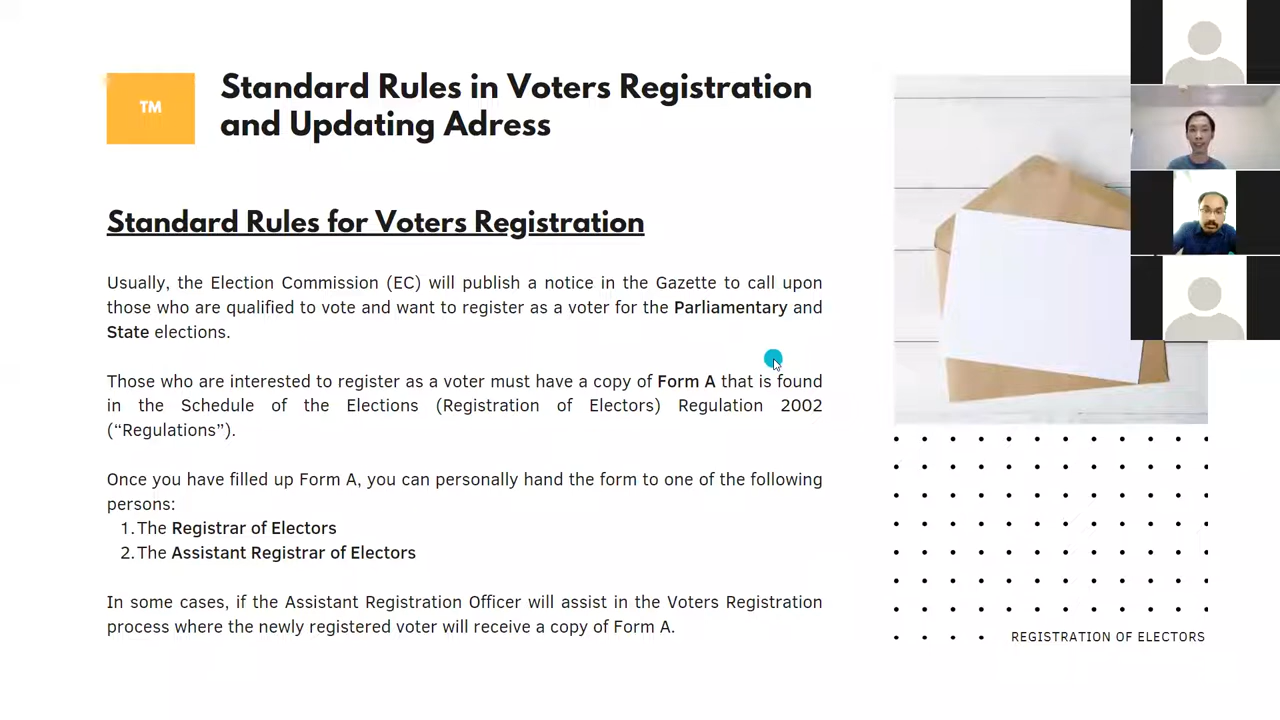 TM
Standard Rules in Voters Registration
and Updating Adress
Standard Rules for Voters Registration
Usually, the Election Commission (EC) will publish a notice in the Gazette to call upon
those who are qualified to vote and want to register as a voter for the Parliamentary and
State elections.
Those who are interested to register as a voter must have a copy of Form A that is found
in the Schedule of the Elections (Registration of Electors) Regulation 2002
(“Regulations”).
Once you have filled up Form A, you can personally hand the form to one of the following
persons:
1.The Registrar of Electors
2.The Assistant Registrar of Electors
In some cases, if the Assistant Registration Officer will assist in the Voters Registration
process where the newly registered voter will receive a copy of Form A.
REGISTRATION OF ELECTORS